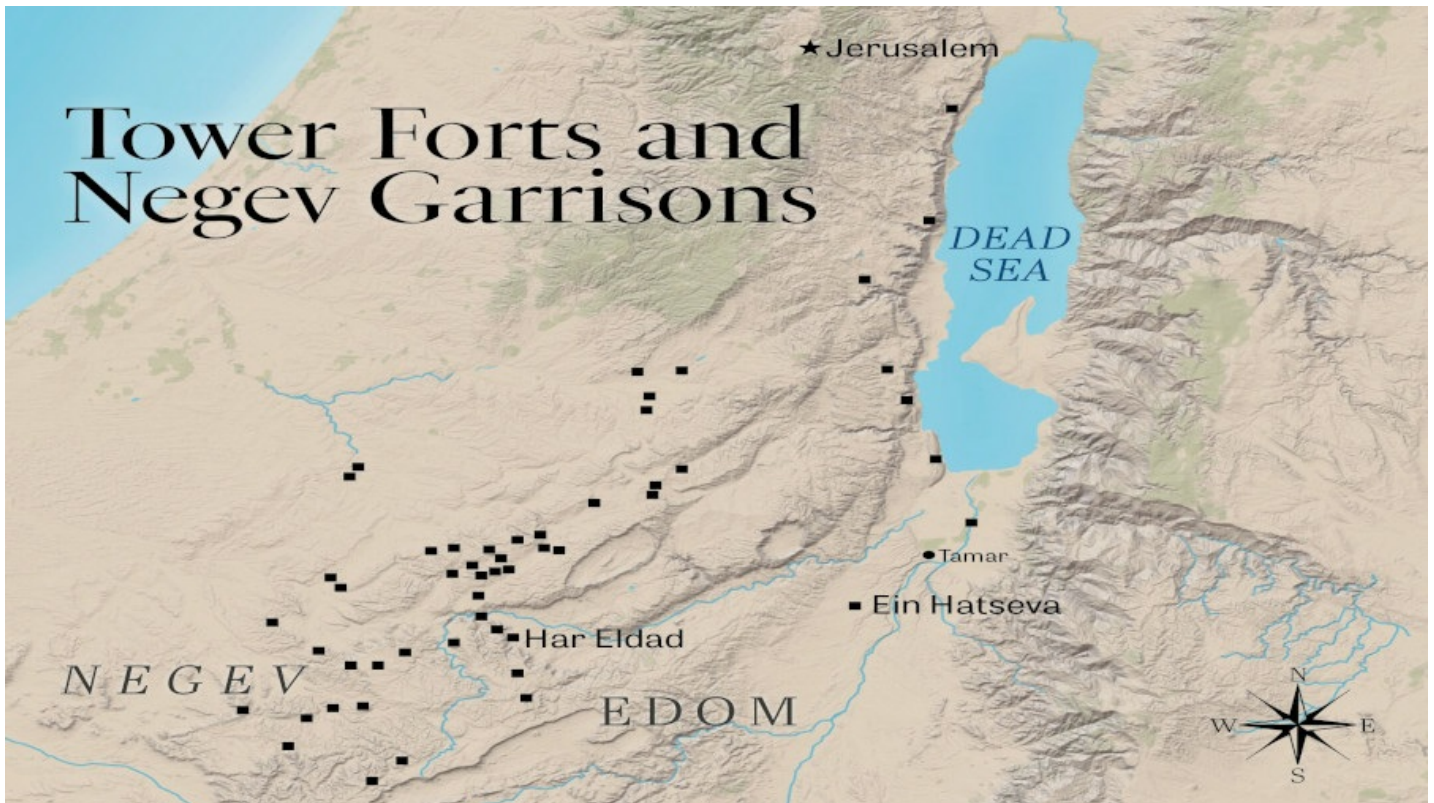 ★Jerusalem
Tower Forts and
Negev Garrisons
DEAD
SEA
Tamar
Ein Hatseva
Har Eldad
NEGEV
EDOM
N
W E
S